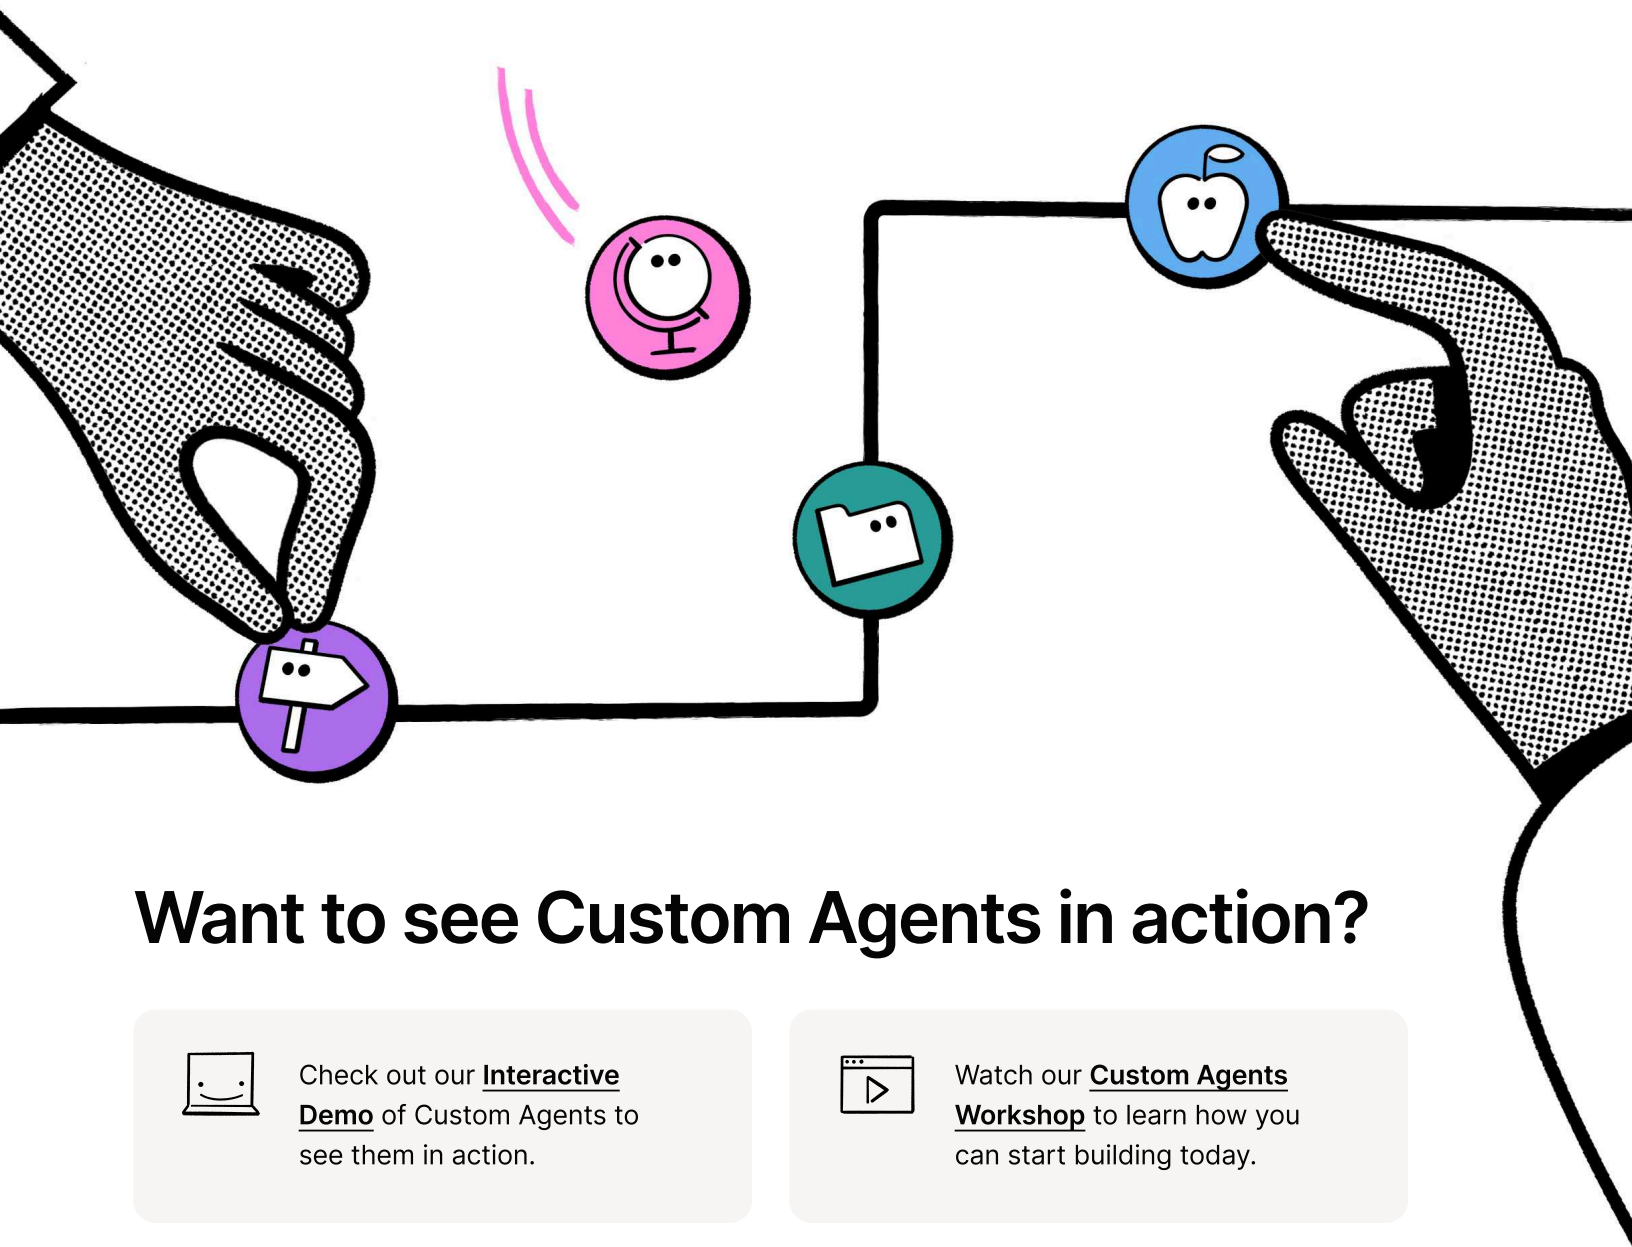 Want to see Custom Agents in action?
Check out our Interactive
Demo of Custom Agents to
see them in action.
Watch our Custom Agents
Workshop to learn how you
can start building today.